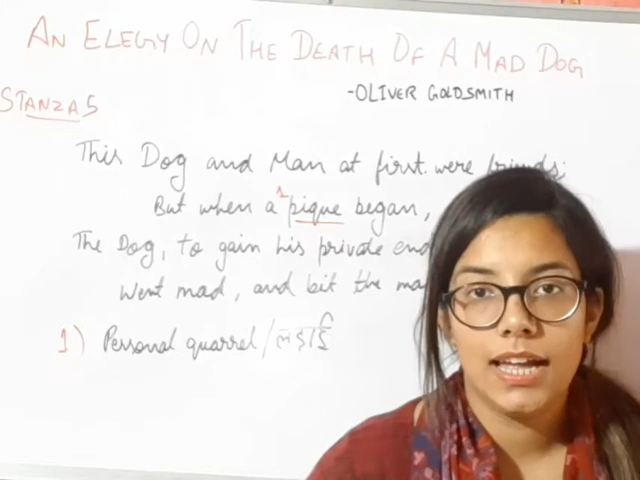 AN ELEGY ON THE DEATH OF A MAD DOG
-OLIVER GOLDSMITH
STANZA 5
This Dog and Man at first were friends;
1
But when a pique began,
The Dog, to gain his private
Went mad, and bit the
1) Personal quarrel / लड़ाई